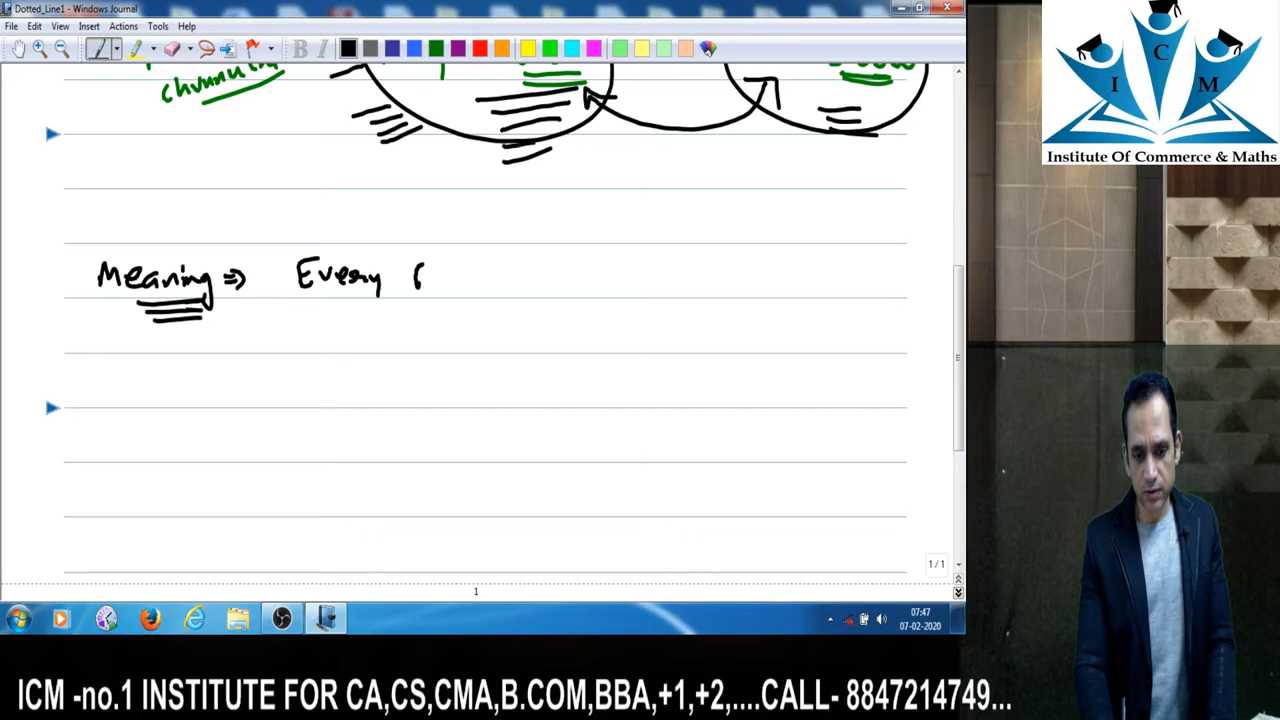 Dotted_Line1 - Windows Journal
File Edit View Insert Actions Tools Help
B I
Meaning ⇒ Every
1 / 1
1
07:47
07-02-2020
I C M
Institute Of Commerce & Maths
ICM -no.1 INSTITUTE FOR CA,CS,CMA,B.COM,BBA,+1,+2,....CALL- 8847214749...